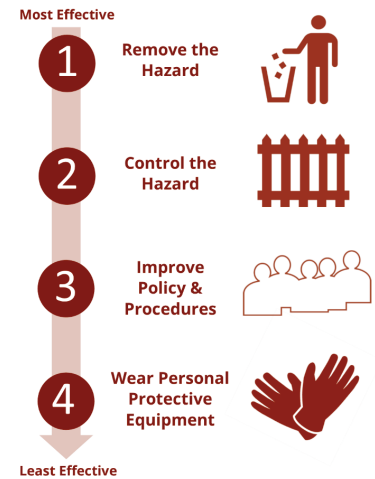 Most Effective
1
Remove the
Hazard
2
Control the
Hazard
3
Improve
Policy &
Procedures
4
Wear Personal
Protective
Equipment
Least Effective